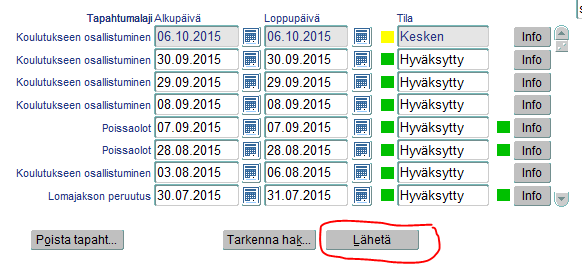 Tapahtumalaji Alkupäivä Loppupäivä Tila
Koulutukseen osallistuminen 06.10.2015 06.10.2015 Kesken Info
Koulutukseen osallistuminen 30.09.2015 30.09.2015 Hyväksytty Info
Koulutukseen osallistuminen 29.09.2015 29.09.2015 Hyväksytty Info
Koulutukseen osallistuminen 08.09.2015 08.09.2015 Hyväksytty Info
Poissaolot 07.09.2015 07.09.2015 Hyväksytty Info
Poissaolot 28.08.2015 28.08.2015 Hyväksytty Info
Koulutukseen osallistuminen 03.08.2015 06.08.2015 Hyväksytty Info
Lomajakson peruutus 30.07.2015 31.07.2015 Hyväksytty Info
Poista tapaht... Tarkenna hak... Lähetä